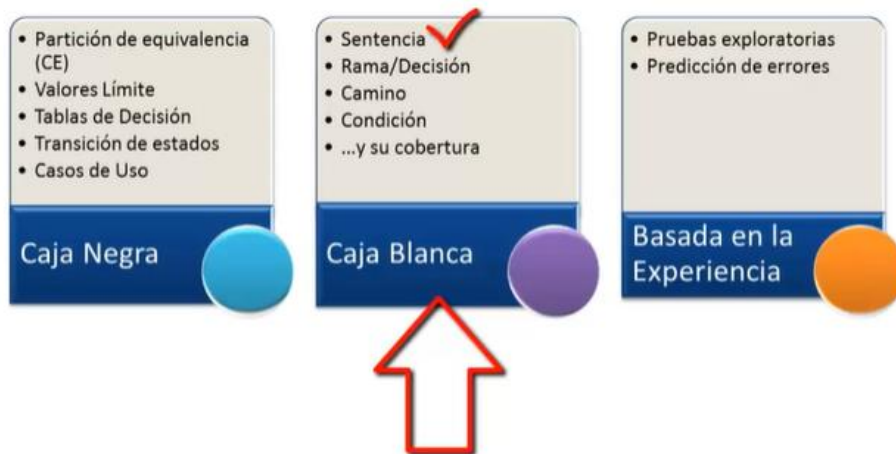 • Partición de equivalencia
(CE)
• Valores Límite
• Tablas de Decisión
• Transición de estados
• Casos de Uso
Caja Negra
• Sentencia
• Rama/Decisión
• Camino
• Condición
• ...y su cobertura
Caja Blanca
• Pruebas exploratorias
• Predicción de errores
Basada en la
Experiencia